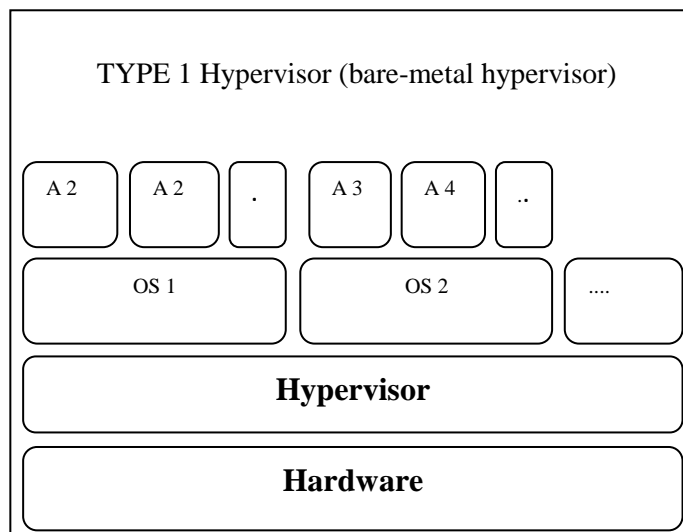 TYPE 1 Hypervisor (bare-metal hypervisor)
A 2 A 2 . A 3 A 4 ..
OS 1 OS 2 ....
Hypervisor
Hardware